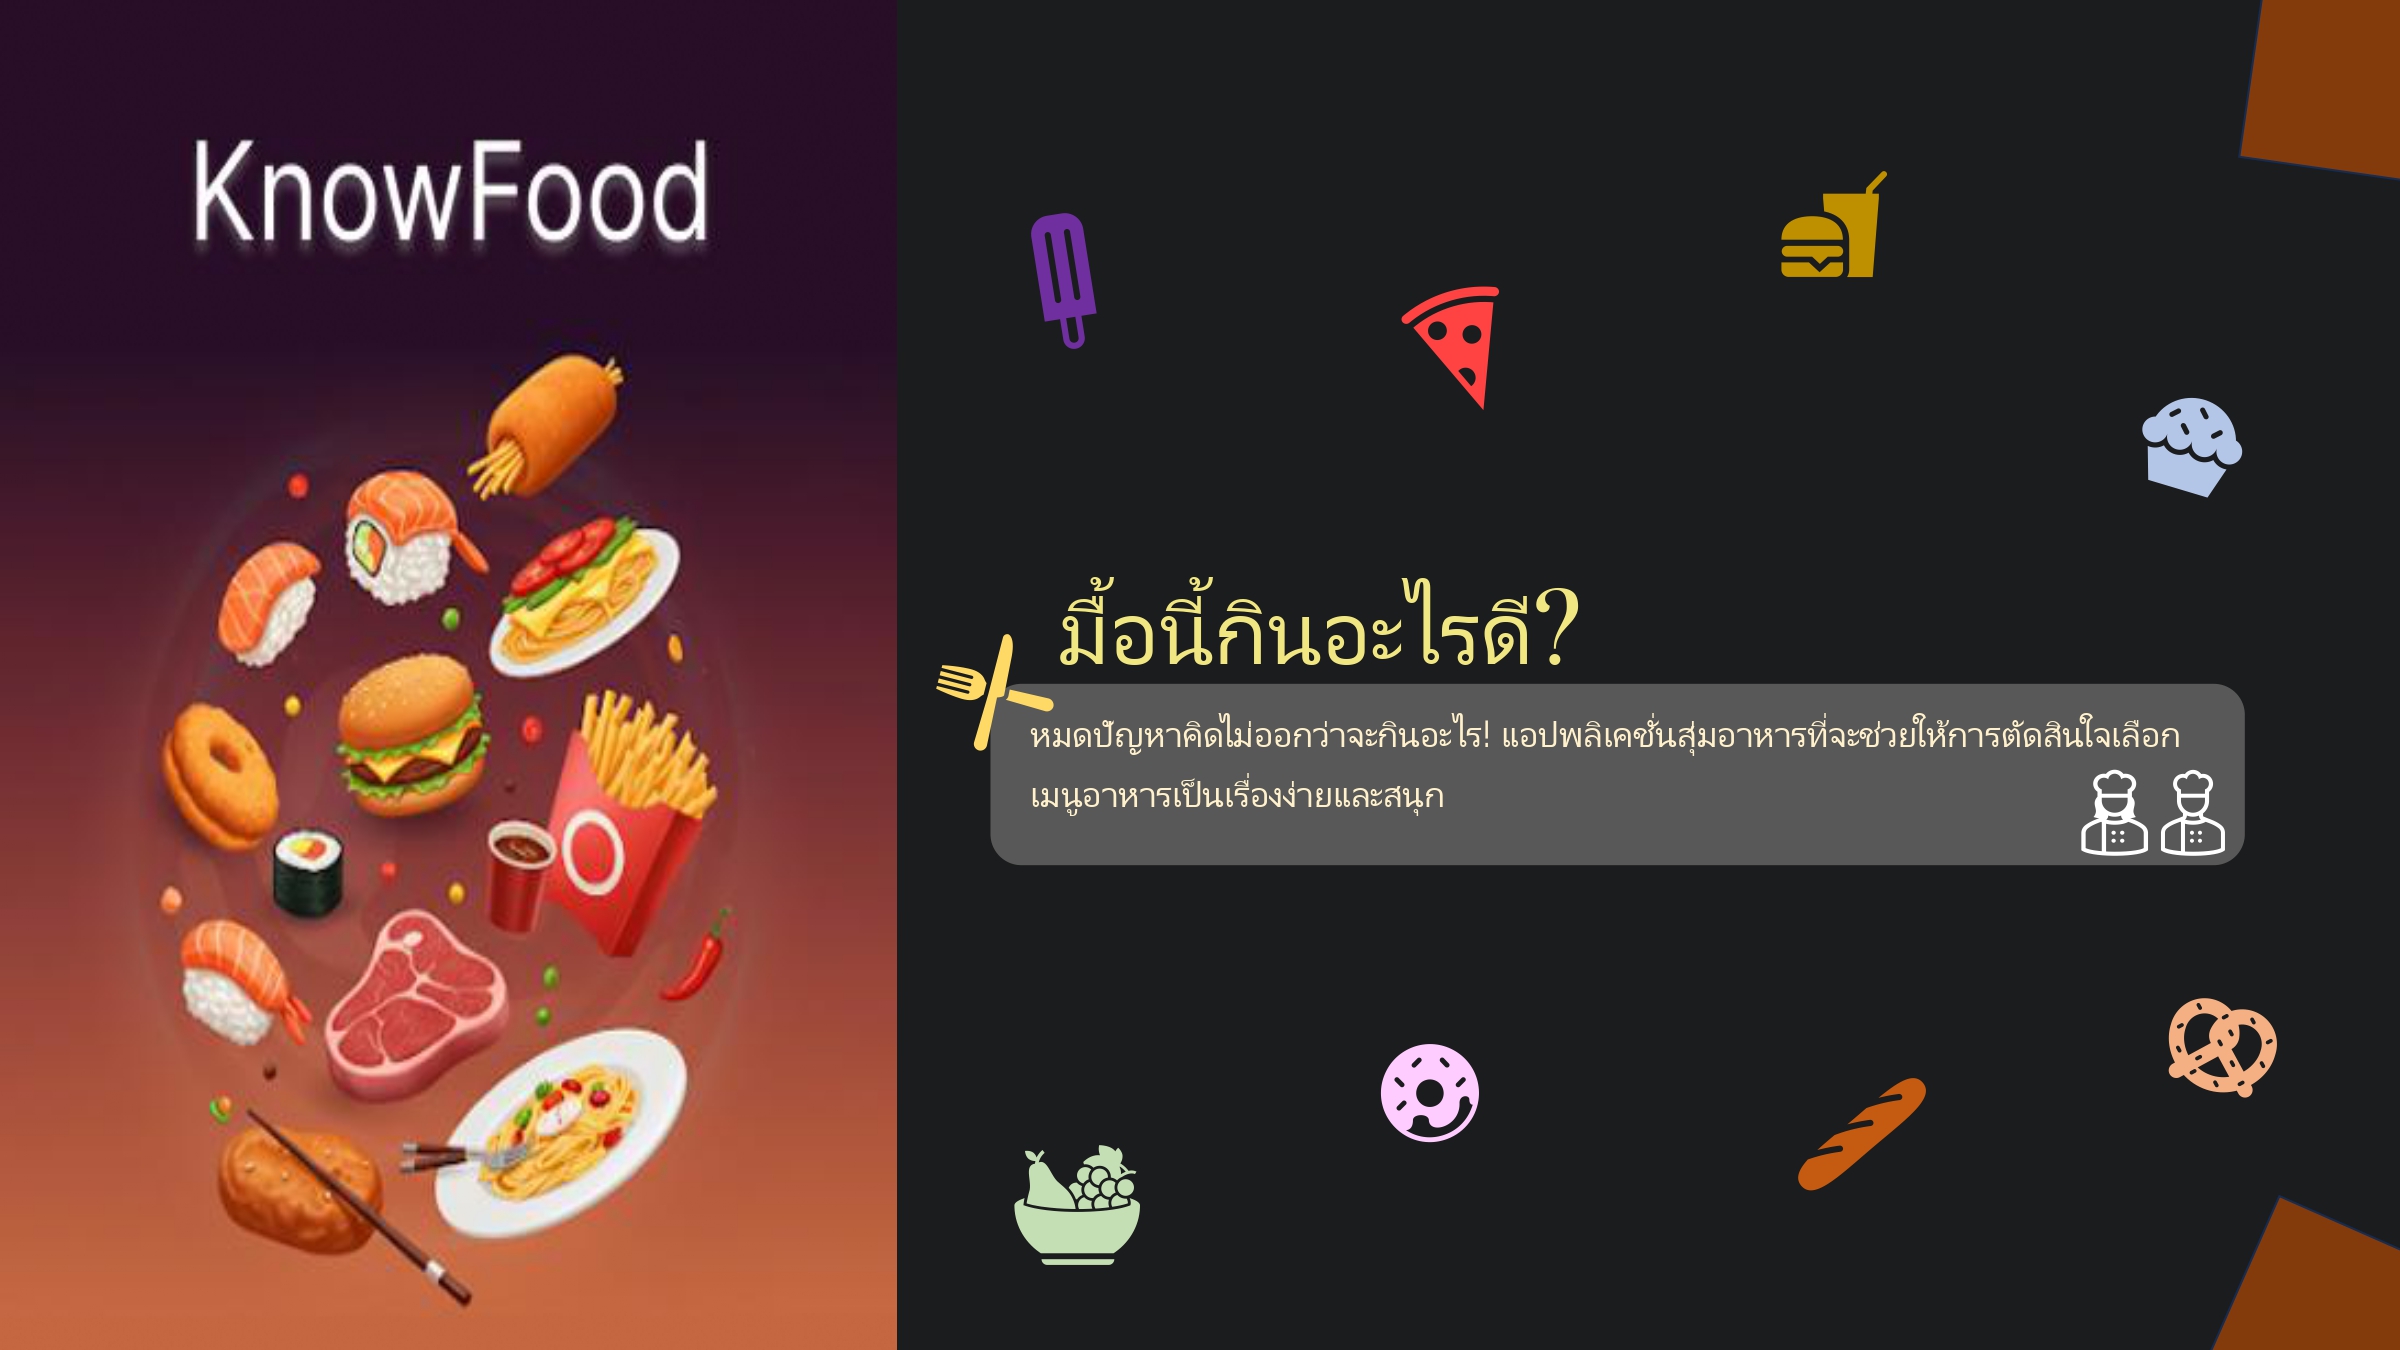 KnowFood
มื้อนี้กินอะไรดี?
หมดปัญหาคิดไม่ออกว่าจะกินอะไร! แอปพลิเคชั่นสุ่มอาหารที่จะช่วยให้การตัดสินใจเลือก
เมนูอาหารเป็นเรื่องง่ายและสนุก